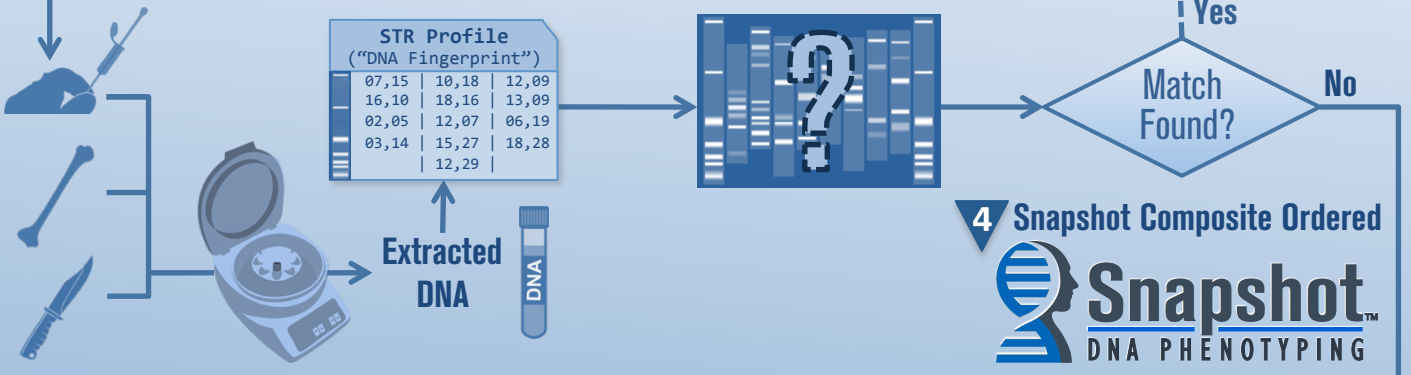 STR Profile
(“DNA Fingerprint”)
07,15 | 10,18 | 12,09
16,10 | 18,16 | 13,09
02,05 | 12,07 | 06,19
03,14 | 15,27 | 18,28
| 12,29 |
Extracted
DNA
DNA
?
Yes
Match
Found?
No
4 Snapshot Composite Ordered
Snapshot™
DNA PHENOTYPING